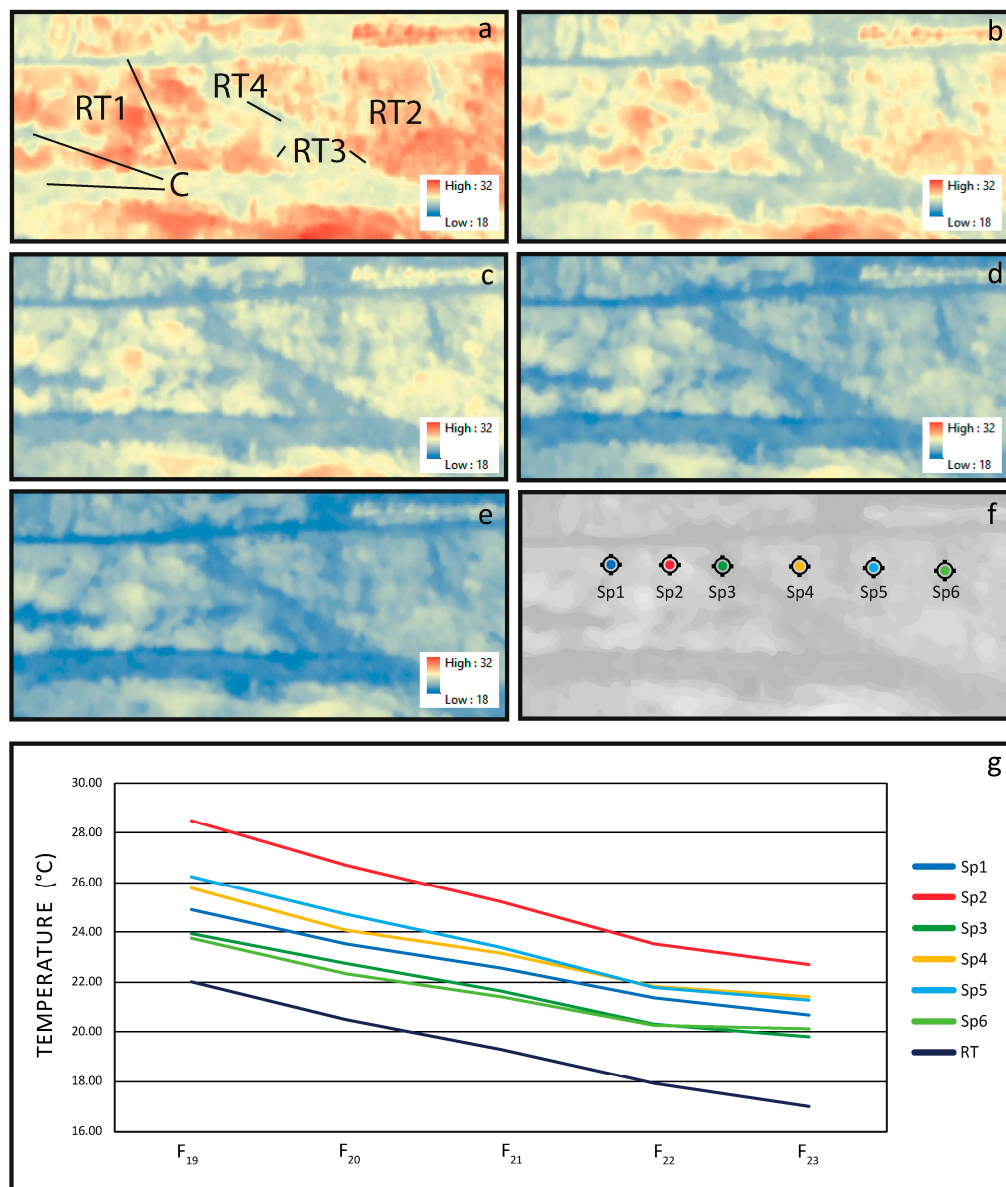 a
RT1
RT4
RT2
RT3
C
High : 32
Low : 18
b
High : 32
Low : 18
c
High : 32
Low : 18
d
High : 32
Low : 18
e
High : 32
Low : 18
f
Sp1 Sp2 Sp3 Sp4 Sp5 Sp6
g
TEMPERATURE (°C)
30.00
28.00
26.00
24.00
22.00
20.00
18.00
16.00
F19 F20 F21 F22 F23
Sp1
Sp2
Sp3
Sp4
Sp5
Sp6
RT